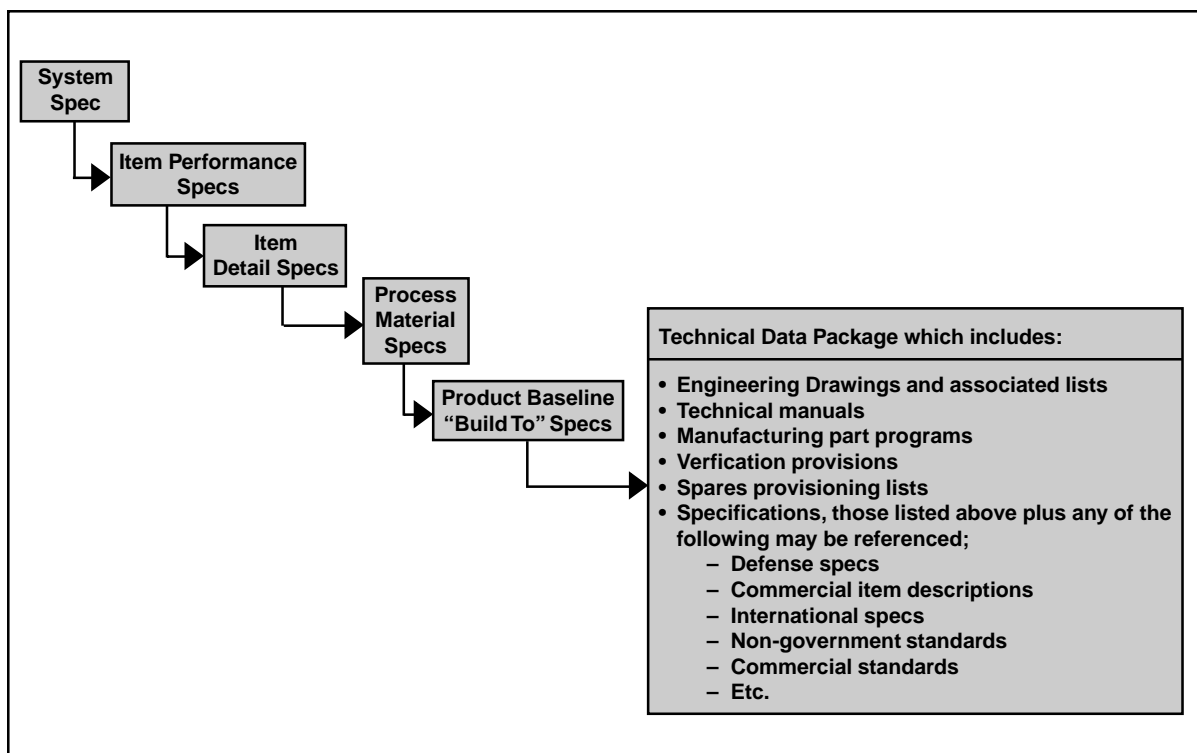 System
Spec
Item Performance
Specs
Item
Detail Specs
Process
Material
Specs
Product Baseline
“Build To” Specs
Technical Data Package which includes:
• Engineering Drawings and associated lists
• Technical manuals
• Manufacturing part programs
• Verfication provisions
• Spares provisioning lists
• Specifications, those listed above plus any of the
following may be referenced;
– Defense specs
– Commercial item descriptions
– International specs
– Non-government standards
– Commercial standards
– Etc.